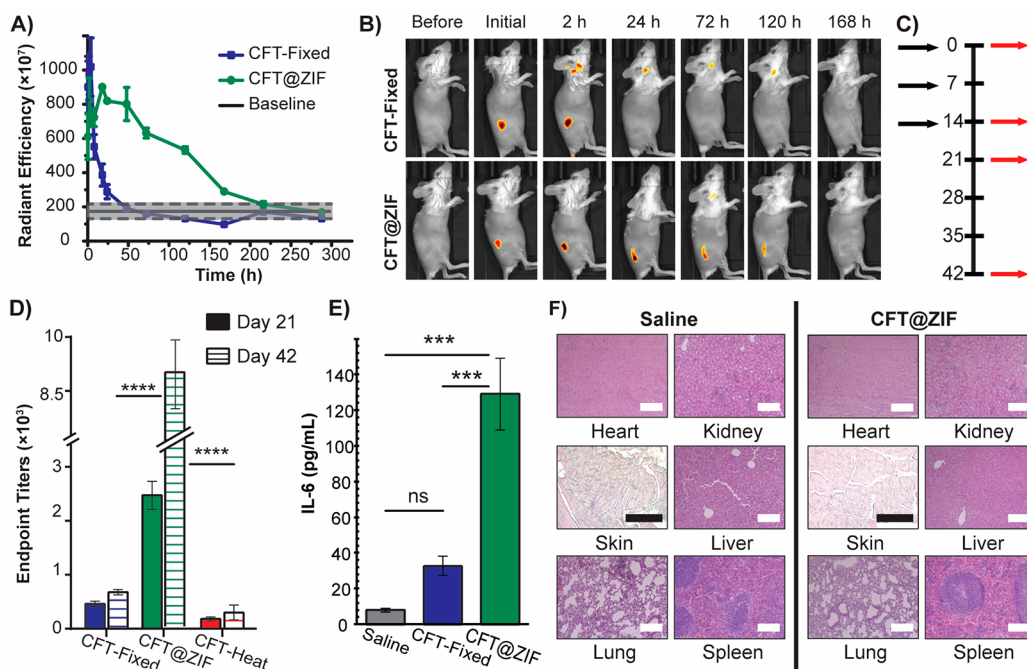 A)
1000
800
600
400
200
0
Radiant Efficiency (×10⁷)
0 50 100 150 200 250 300
Time (h)
CFT-Fixed
CFT@ZIF
Baseline
B)
Before Initial 2 h 24 h 72 h 120 h 168 h
CFT-Fixed
CFT@ZIF
C)
0
7
14
21
28
35
42
D)
10
8.5
3
2
1
0
Endpoint Titers (×10³)
Day 21
Day 42
****
****
CFT-Fixed
CFT@ZIF
CFT-Heat
E)
140
120
100
80
60
40
20
0
IL-6 (pg/mL)
***
***
ns
Saline
CFT-Fixed
CFT@ZIF
F)
Saline
Heart Kidney
Skin Liver
Lung Spleen
CFT@ZIF
Heart Kidney
Skin Liver
Lung Spleen